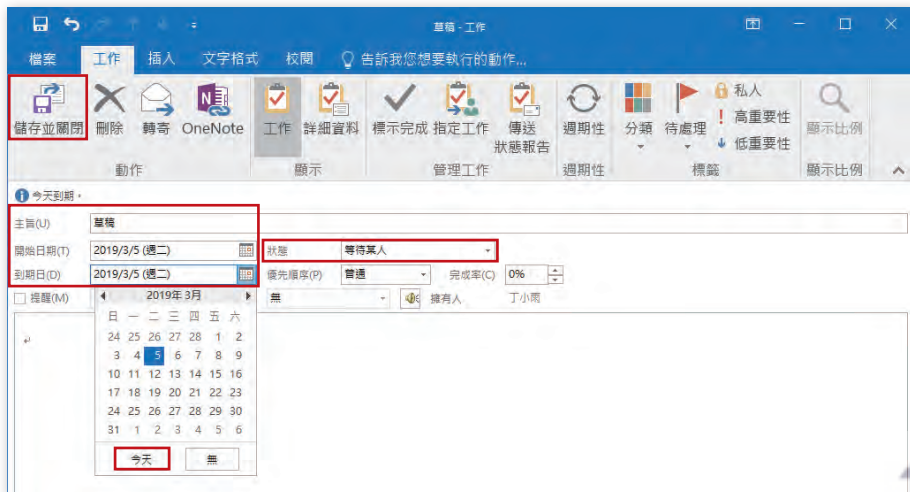 草稿 - 工作
檔案 工作 插入 文字格式 校閱 告訴我您想要執行的動作...
儲存並關閉 刪除 轉寄 OneNote 工作 詳細資料 標示完成 指定工作 傳送狀態報告 週期性 分類 待處理 私人 高重要性 低重要性 顯示比例
動作 顯示 管理工作 週期性 標籤 顯示比例
今天到期。
主旨(U) 草稿
開始日期(T) 2019/3/5 (週二) 狀態 等待某人
到期日(D) 2019/3/5 (週二) 優先順序(P) 普通 完成率(C) 0%
提醒(M) 無 擁有人 丁小雨
2019年 3月
日 一 二 三 四 五 六
24 25 26 27 28 1 2
3 4 5 6 7 8 9
10 11 12 13 14 15 16
17 18 19 20 21 22 23
24 25 26 27 28 29 30
31 1 2 3 4 5 6
今天 無